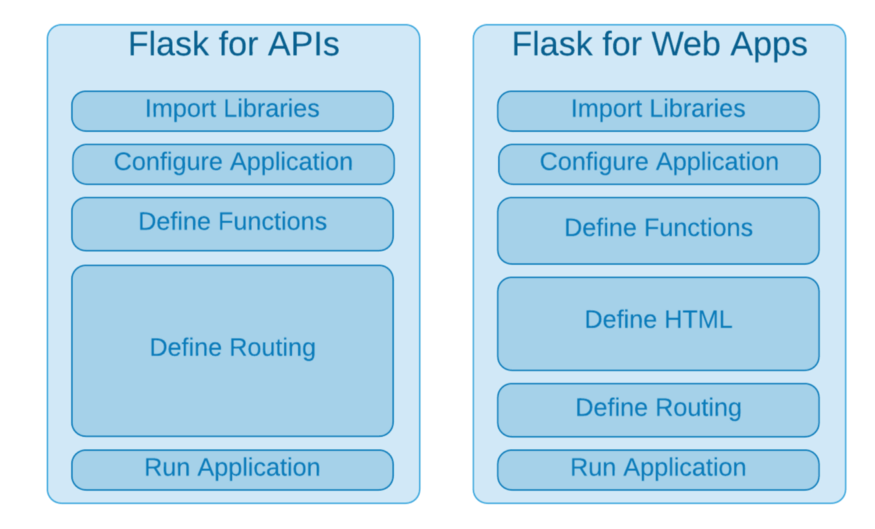 Flask for APIs
Import Libraries
Configure Application
Define Functions
Define Routing
Run Application
Flask for Web Apps
Import Libraries
Configure Application
Define Functions
Define HTML
Define Routing
Run Application